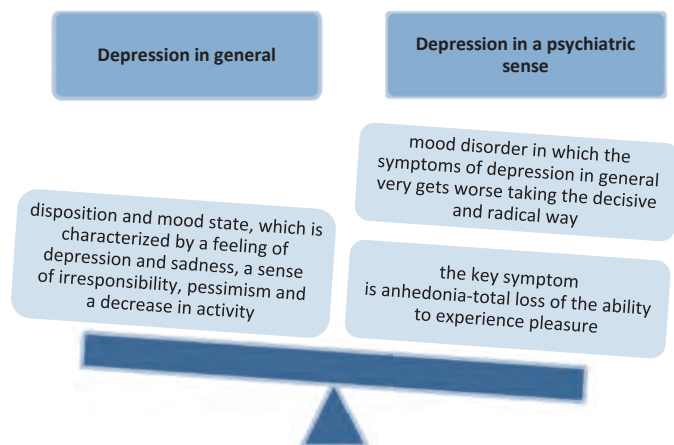 Depression in general
Depression in a psychiatric
sense
mood disorder in which the
symptoms of depression in general
very gets worse taking the decisive
and radical way
disposition and mood state, which is
characterized by a feeling of
depression and sadness, a sense
of irresponsibility, pessimism and
a decrease in activity
the key symptom
is anhedonia-total loss of the ability
to experience pleasure